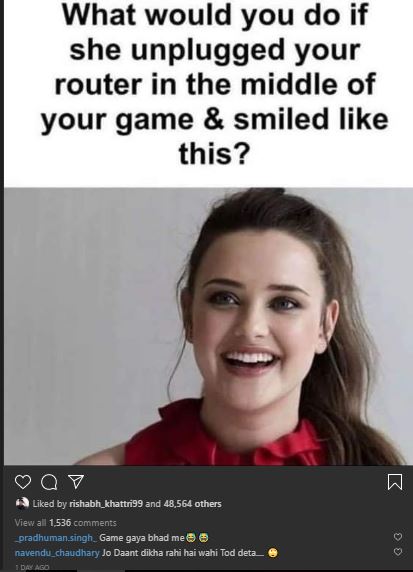 What would you do if
she unplugged your
router in the middle of
your game & smiled like
this?
Liked by rishabh_khattri99 and 48,564 others
View all 1,536 comments
_pradhuman.singh_ Game gaya bhad me😂😂
navendu_chaudhary Jo Daant dikha rahi hai wahi Tod deta.... 🙂
1 DAY AGO